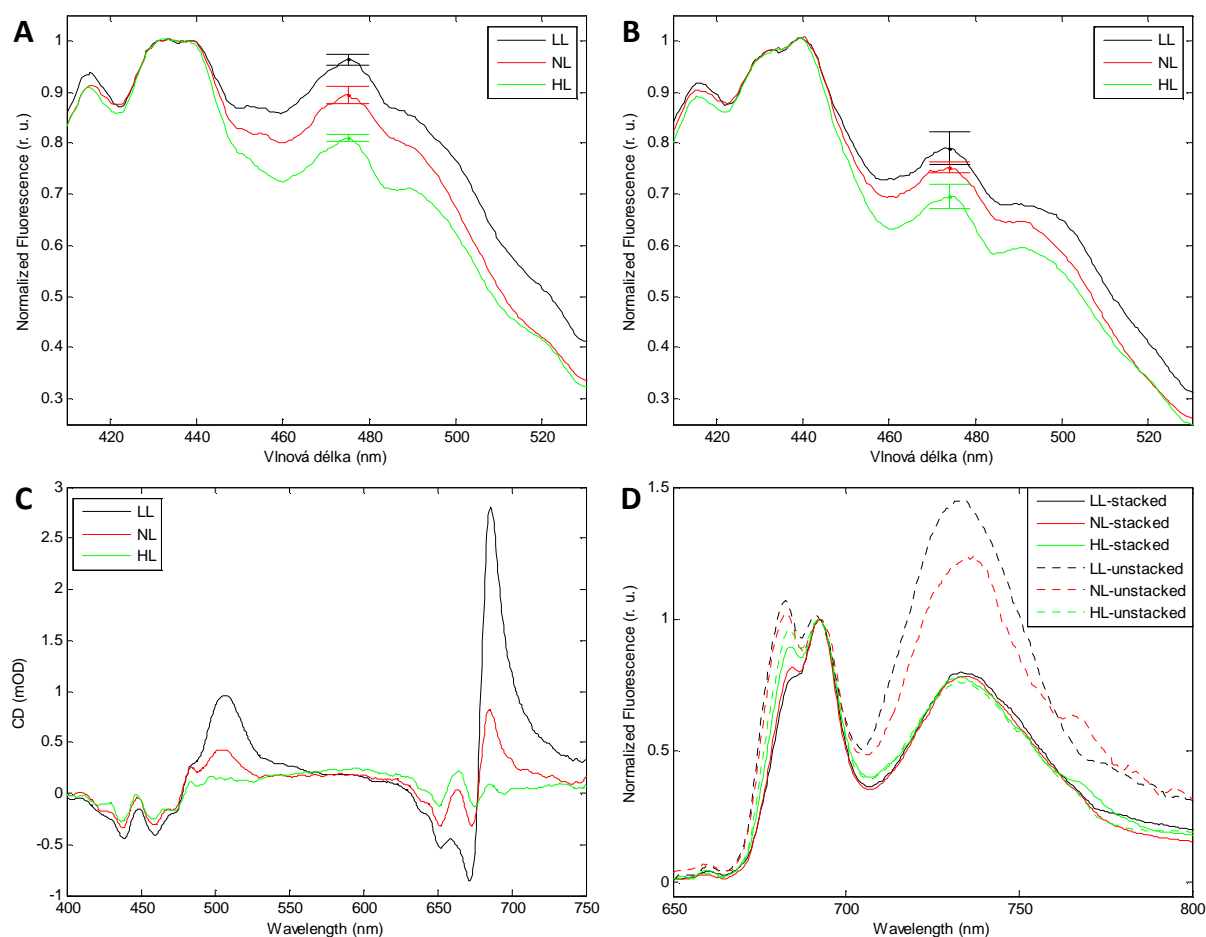 A
1
0.9
0.8
0.7
0.6
0.5
0.4
0.3
Normalized Fluorescence (r. u.)
420
440
460
480
500
520
Vlnová délka (nm)
LL
NL
HL
B
1
0.9
0.8
0.7
0.6
0.5
0.4
0.3
Normalized Fluorescence (r. u.)
420
440
460
480
500
520
Vlnová délka (nm)
LL
NL
HL
C
3
2.5
2
1.5
1
0.5
0
-0.5
-1
CD (mOD)
400
450
500
550
600
650
700
750
Wavelength (nm)
LL
NL
HL
D
1.5
1
0.5
0
Normalized Fluorescence (r. u.)
650
700
750
800
Wavelength (nm)
LL-stacked
NL-stacked
HL-stacked
LL-unstacked
NL-unstacked
HL-unstacked